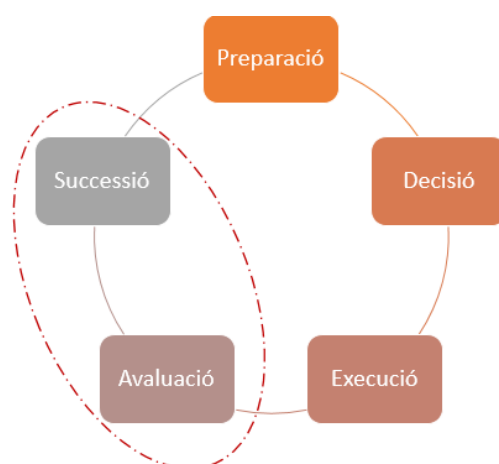 Preparació
Decisió
Execució
Avaluació
Successió